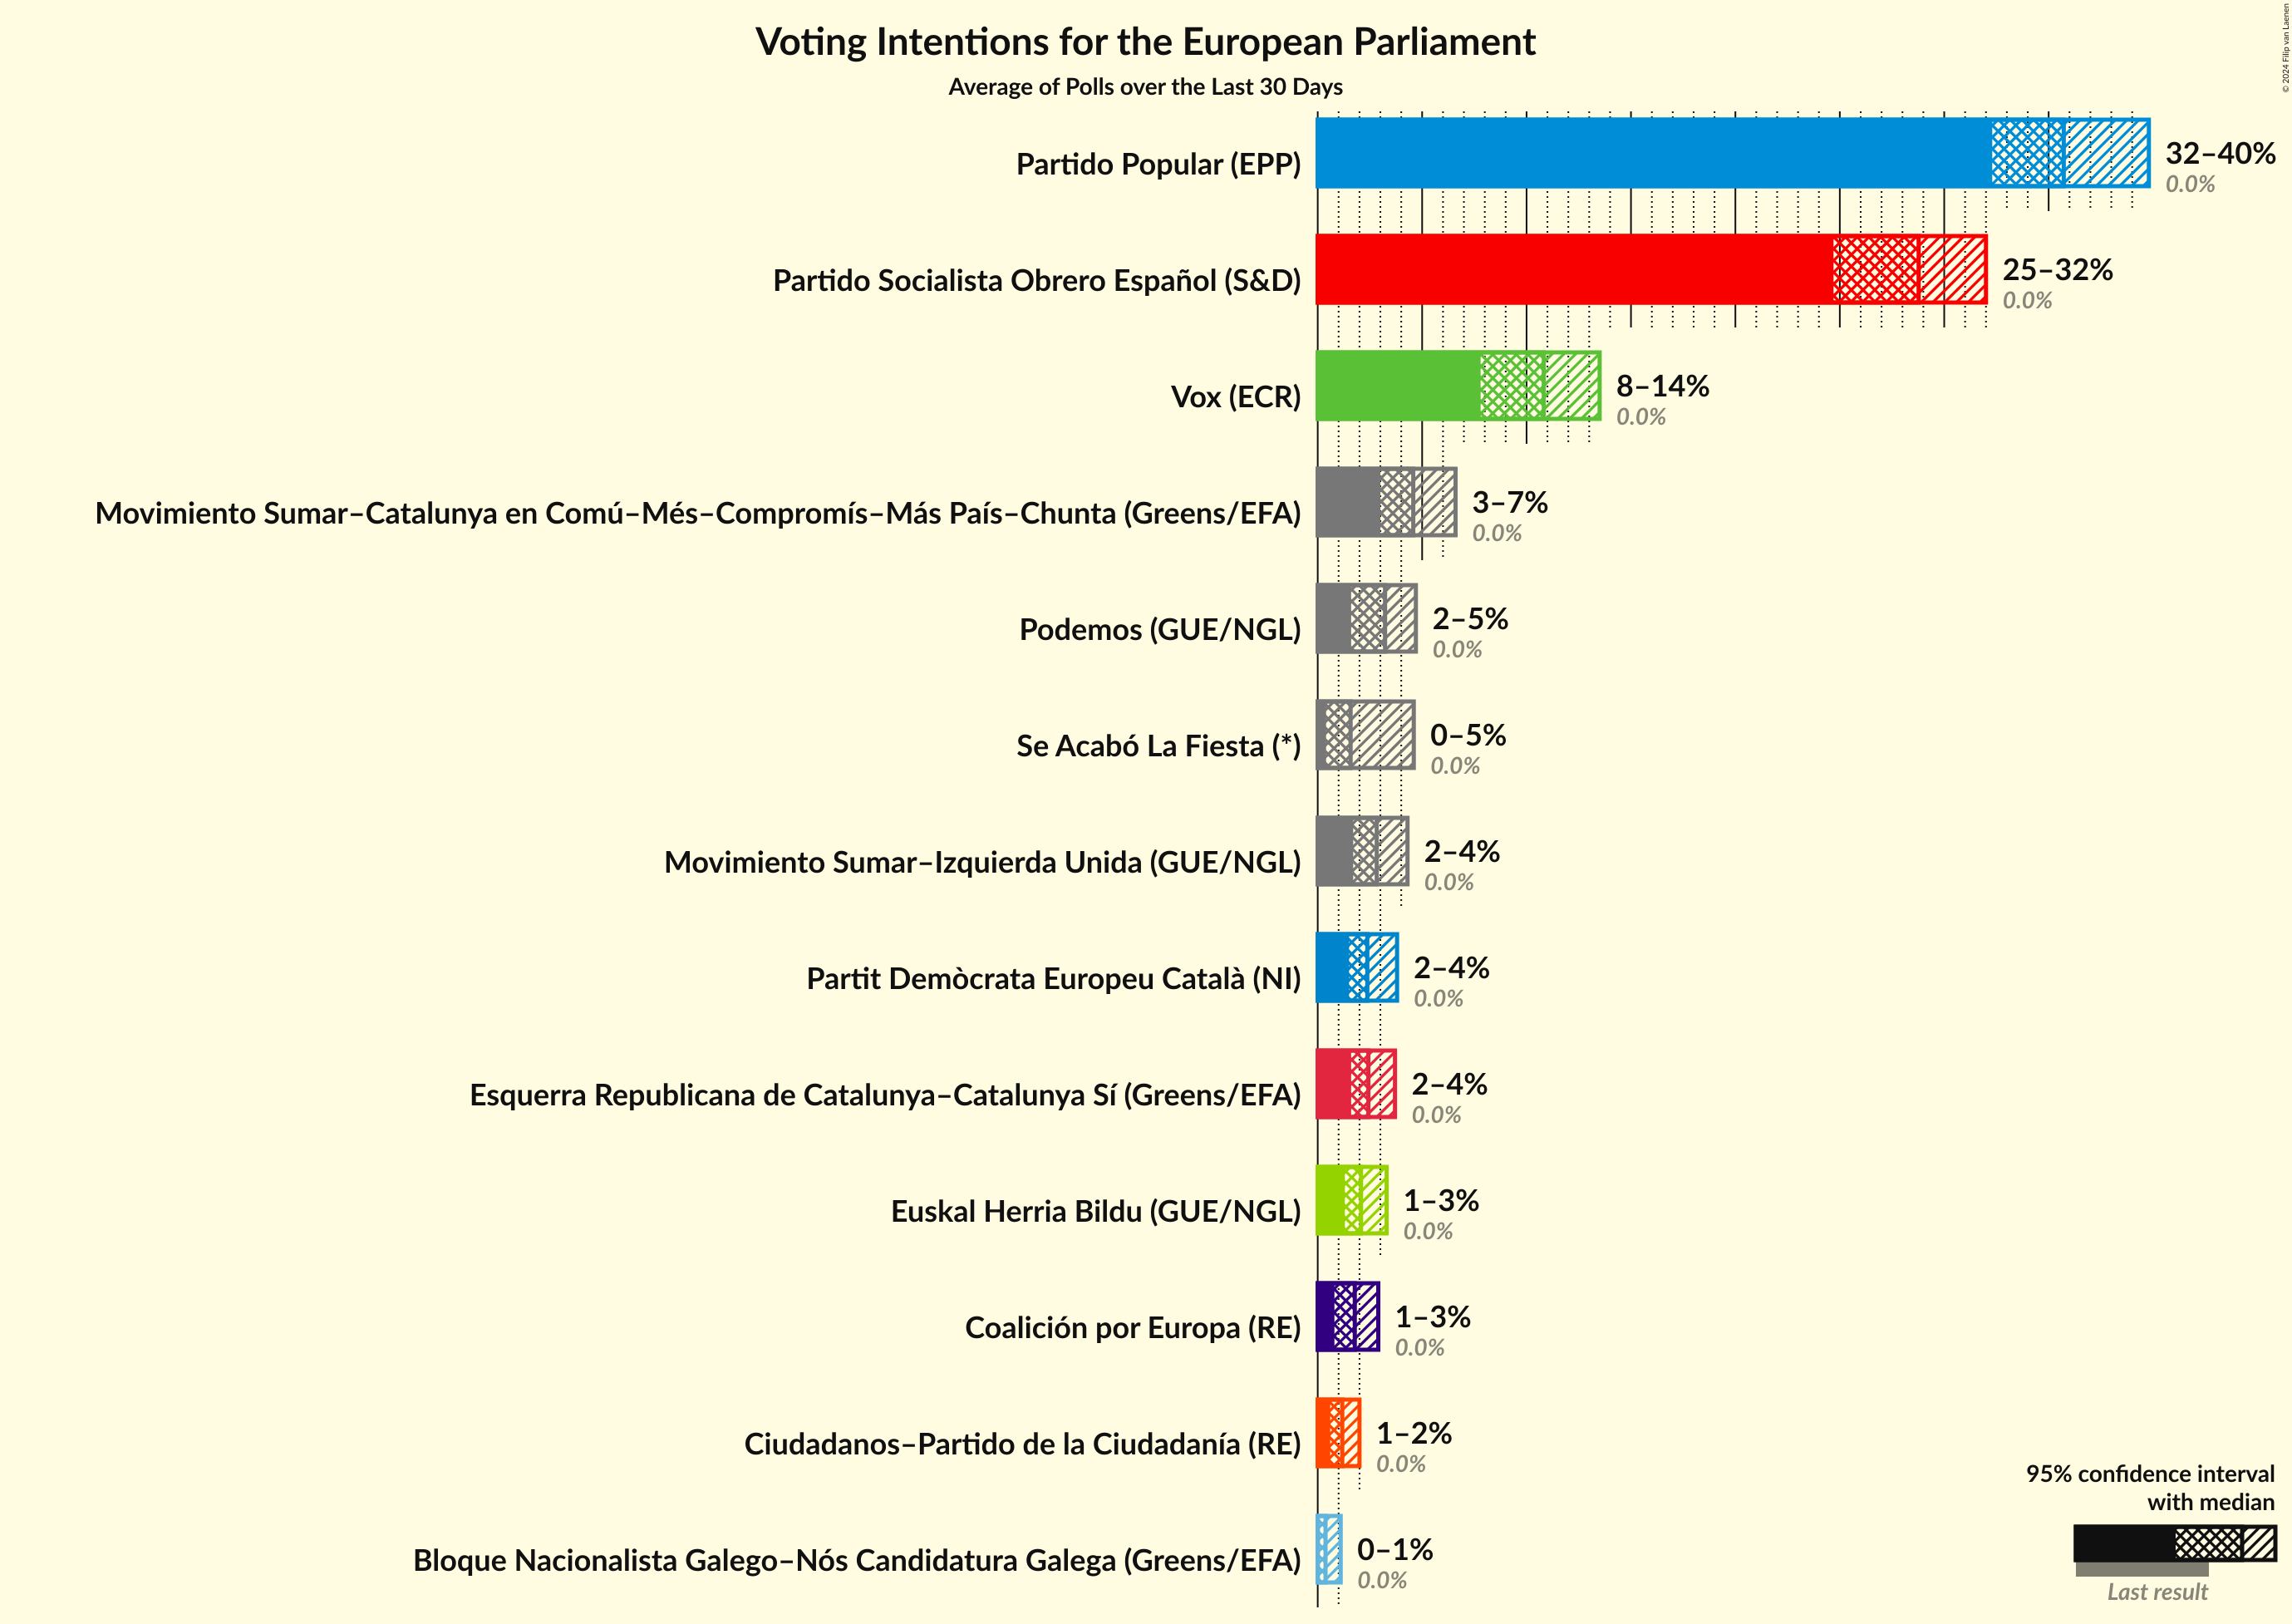 Voting Intentions for the European Parliament
Average of Polls over the Last 30 Days
© 2024 Filip van Laenen
Partido Popular (EPP)
32–40%
0.0%
Partido Socialista Obrero Español (S&D)
25–32%
0.0%
Vox (ECR)
8–14%
0.0%
Movimiento Sumar–Catalunya en Comú–Més–Compromís–Más País–Chunta (Greens/EFA)
3–7%
0.0%
Podemos (GUE/NGL)
2–5%
0.0%
Se Acabó La Fiesta (*)
0–5%
0.0%
Movimiento Sumar–Izquierda Unida (GUE/NGL)
2–4%
0.0%
Partit Demòcrata Europeu Català (NI)
2–4%
0.0%
Esquerra Republicana de Catalunya–Catalunya Sí (Greens/EFA)
2–4%
0.0%
Euskal Herria Bildu (GUE/NGL)
1–3%
0.0%
Coalición por Europa (RE)
1–3%
0.0%
Ciudadanos–Partido de la Ciudadanía (RE)
1–2%
0.0%
Bloque Nacionalista Galego–Nós Candidatura Galega (Greens/EFA)
0–1%
0.0%
95% confidence interval
with median
Last result